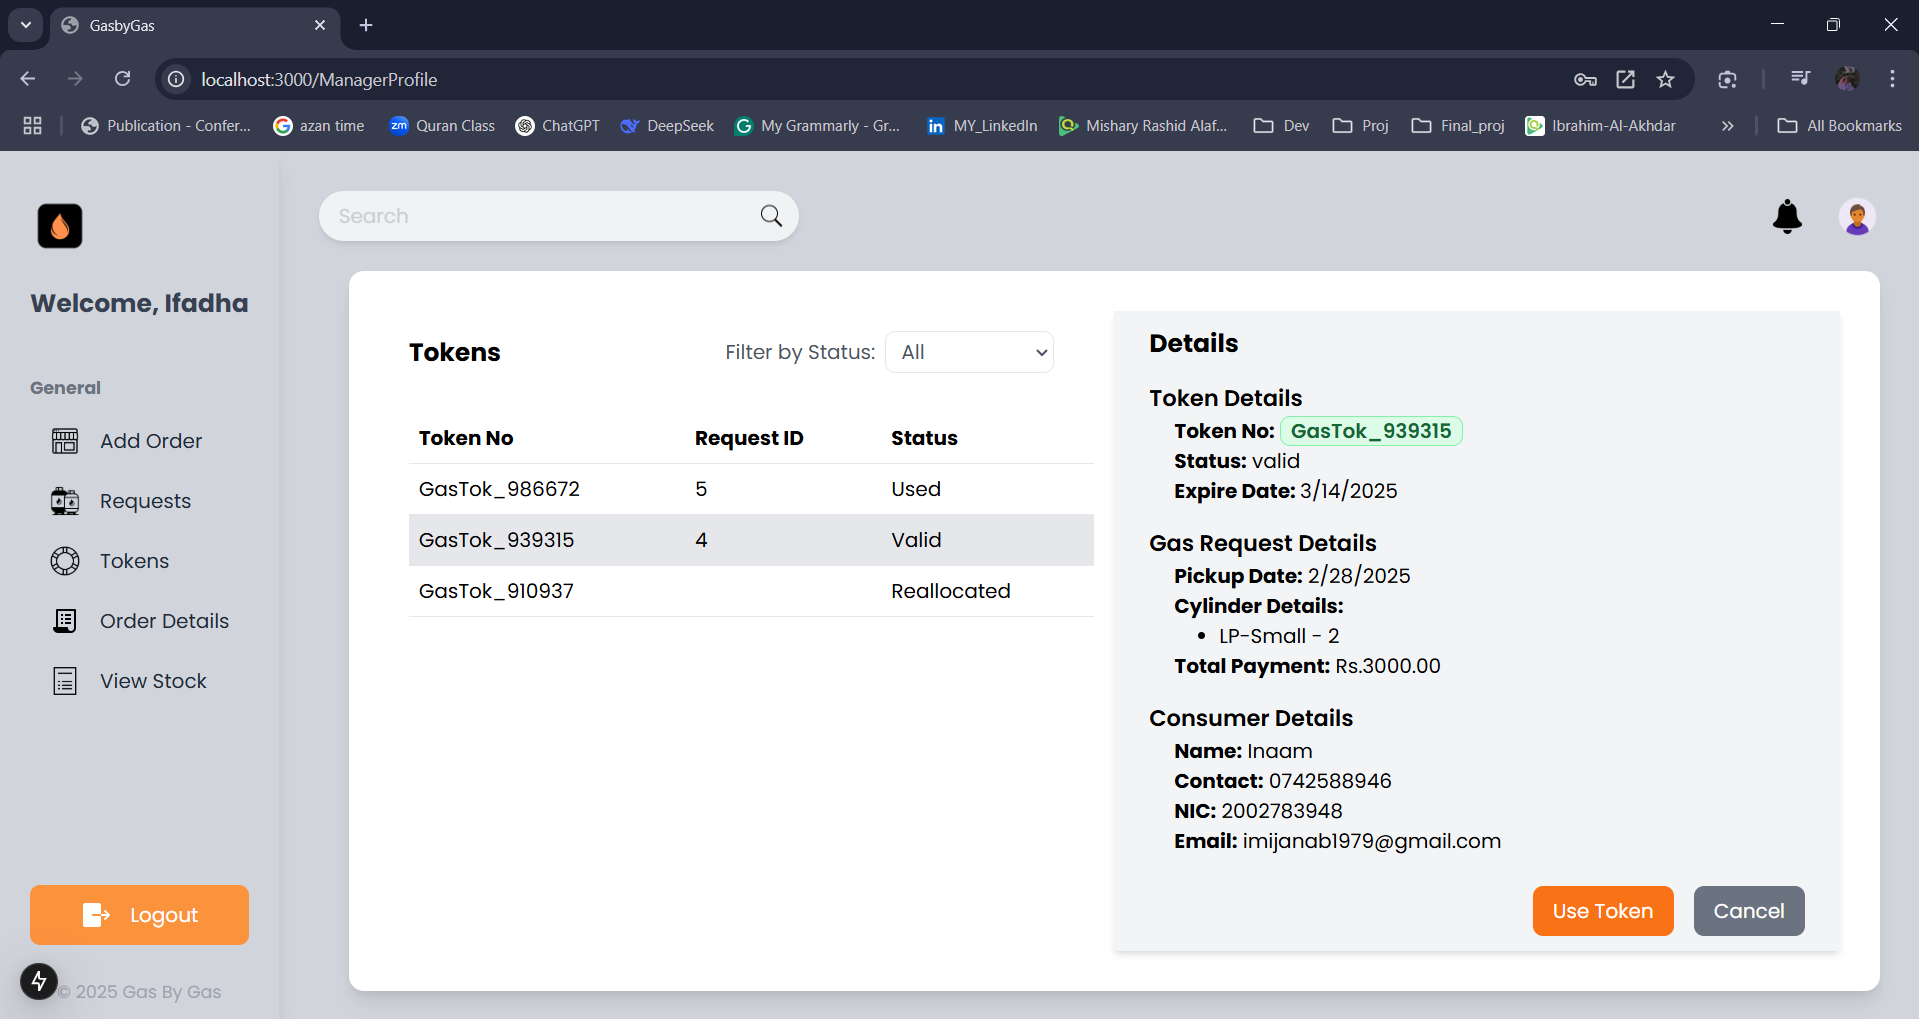 GasbyGas
localhost:3000/ManagerProfile
Publication - Confer...
azan time
zm
Quran Class
ChatGPT
DeepSeek
My Grammarly - Gr...
MY_LinkedIn
Mishary Rashid Alaf...
Dev
Proj
Final_proj
Ibrahim-Al-Akhdar
All Bookmarks
Search
Welcome, Ifadha
General
Add Order
Requests
Tokens
Order Details
View Stock
Logout
© 2025 Gas By Gas
Tokens
Filter by Status: All
Token No Request ID Status
GasTok_986672 5 Used
GasTok_939315 4 Valid
GasTok_910937 Reallocated
Details
Token Details
Token No: GasTok_939315
Status: valid
Expire Date: 3/14/2025
Gas Request Details
Pickup Date: 2/28/2025
Cylinder Details:
• LP-Small - 2
Total Payment: Rs.3000.00
Consumer Details
Name: Inaam
Contact: 0742588946
NIC: 2002783948
Email: imijanab1979@gmail.com
Use Token
Cancel